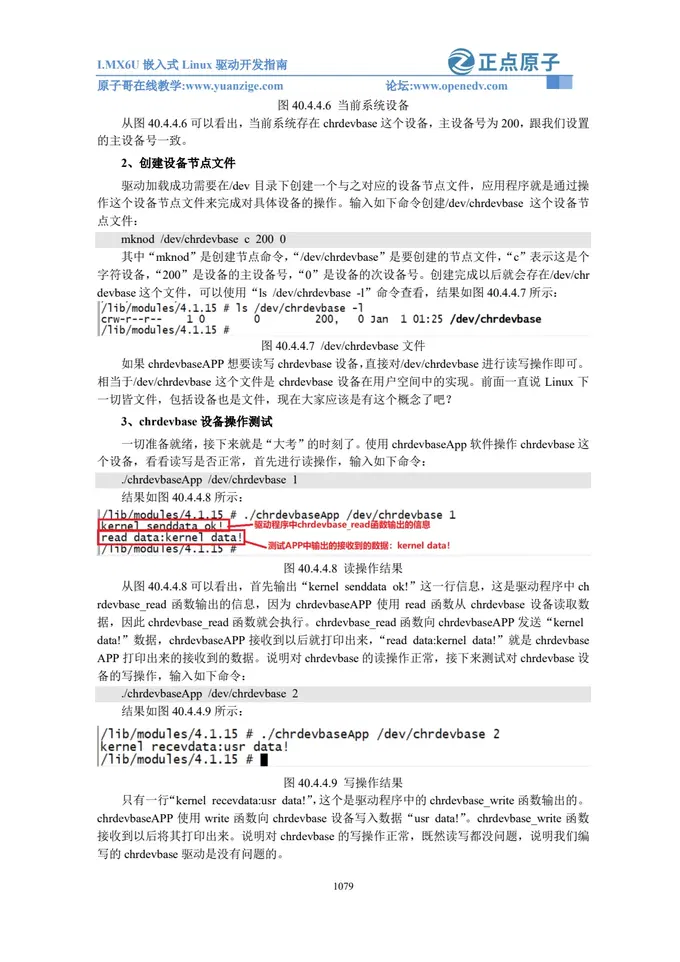 I.MX6U 嵌入式 Linux 驱动开发指南
正点原子
原子哥在线教学:www.yuanzige.com 论坛:www.openedv.com
图 40.4.4.6 当前系统设备
从图 40.4.4.6 可以看出，当前系统存在 chrdevbase 这个设备，主设备号为 200，跟我们设置
的主设备号一致。
2、创建设备节点文件
驱动加载成功需要在/dev 目录下创建一个与之对应的设备节点文件，应用程序就是通过操
作这个设备节点文件来完成对具体设备的操作。输入如下命令创建/dev/chrdevbase 这个设备节
点文件：
mknod /dev/chrdevbase c 200 0
其中“mknod”是创建节点命令，“/dev/chrdevbase”是要创建的节点文件，“c”表示这是个
字符设备，“200”是设备的主设备号，“0”是设备的次设备号。创建完成以后就会存在/dev/chr
devbase 这个文件，可以使用“ls /dev/chrdevbase -l”命令查看，结果如图 40.4.4.7 所示：
/lib/modules/4.1.15 # ls /dev/chrdevbase -l
crw-r--r-- 1 0 0 200, 0 Jan 1 01:25 /dev/chrdevbase
/lib/modules/4.1.15 #
图 40.4.4.7 /dev/chrdevbase 文件
如果 chrdevbaseAPP 想要读写 chrdevbase 设备，直接对/dev/chrdevbase 进行读写操作即可。
相当于/dev/chrdevbase 这个文件是 chrdevbase 设备在用户空间中的实现。前面一直说 Linux 下
一切皆文件，包括设备也是文件，现在大家应该是有这个概念了吧？
3、chrdevbase 设备操作测试
一切准备就绪，接下来就是“大考”的时刻了。使用 chrdevbaseApp 软件操作 chrdevbase 这
个设备，看看读写是否正常，首先进行读操作，输入如下命令：
./chrdevbaseApp /dev/chrdevbase 1
结果如图 40.4.4.8 所示：
/lib/modules/4.1.15 # ./chrdevbaseApp /dev/chrdevbase 1
kernel senddata ok! 驱动程序中chrdevbase_read函数输出的信息
read data:kernel data!
/lib/modules/4.1.15 # 测试APP中输出的接收到的数据：kernel data!
图 40.4.4.8 读操作结果
从图 40.4.4.8 可以看出，首先输出“kernel senddata ok!”这一行信息，这是驱动程序中 ch
rdevbase_read 函数输出的信息，因为 chrdevbaseAPP 使用 read 函数从 chrdevbase 设备读取数
据，因此 chrdevbase_read 函数就会执行。chrdevbase_read 函数向 chrdevbaseAPP 发送“kernel
data!”数据，chrdevbaseAPP 接收到以后就打印出来，“read data:kernel data!”就是 chrdevbase
APP 打印出来的接收到的数据。说明对 chrdevbase 的读操作正常，接下来测试对 chrdevbase 设
备的写操作，输入如下命令：
./chrdevbaseApp /dev/chrdevbase 2
结果如图 40.4.4.9 所示：
/lib/modules/4.1.15 # ./chrdevbaseApp /dev/chrdevbase 2
kernel recevdata:usr data!
/lib/modules/4.1.15 #
图 40.4.4.9 写操作结果
只有一行“kernel recevdata:usr data!”，这个是驱动程序中的 chrdevbase_write 函数输出的。
chrdevbaseAPP 使用 write 函数向 chrdevbase 设备写入数据“usr data!”。chrdevbase_write 函数
接收到以后将其打印出来。说明对 chrdevbase 的写操作正常，既然读写都没问题，说明我们编
写的 chrdevbase 驱动是没有问题的。
1079